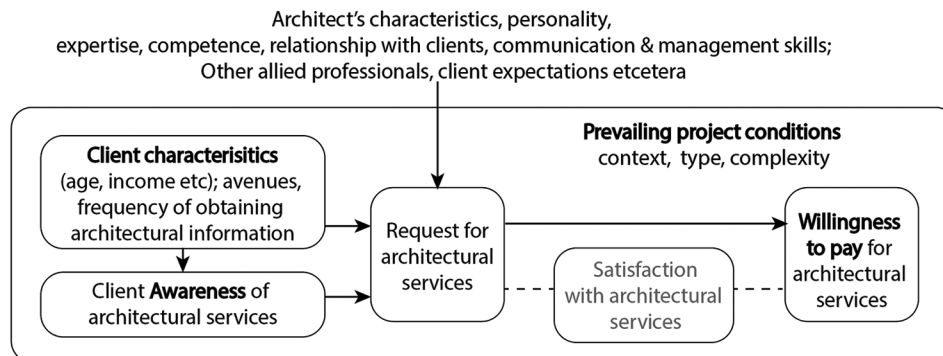 Architect's characteristics, personality,
expertise, competence, relationship with clients, communication & management skills;
Other allied professionals, client expectations etcetera
Prevailing project conditions
context, type, complexity
Client characterisitics
(age, income etc); avenues,
frequency of obtaining
architectural information
Client Awareness of
architectural services
Request for
architectural
services
Satisfaction
with architectural
services
Willingness
to pay for
architectural
services